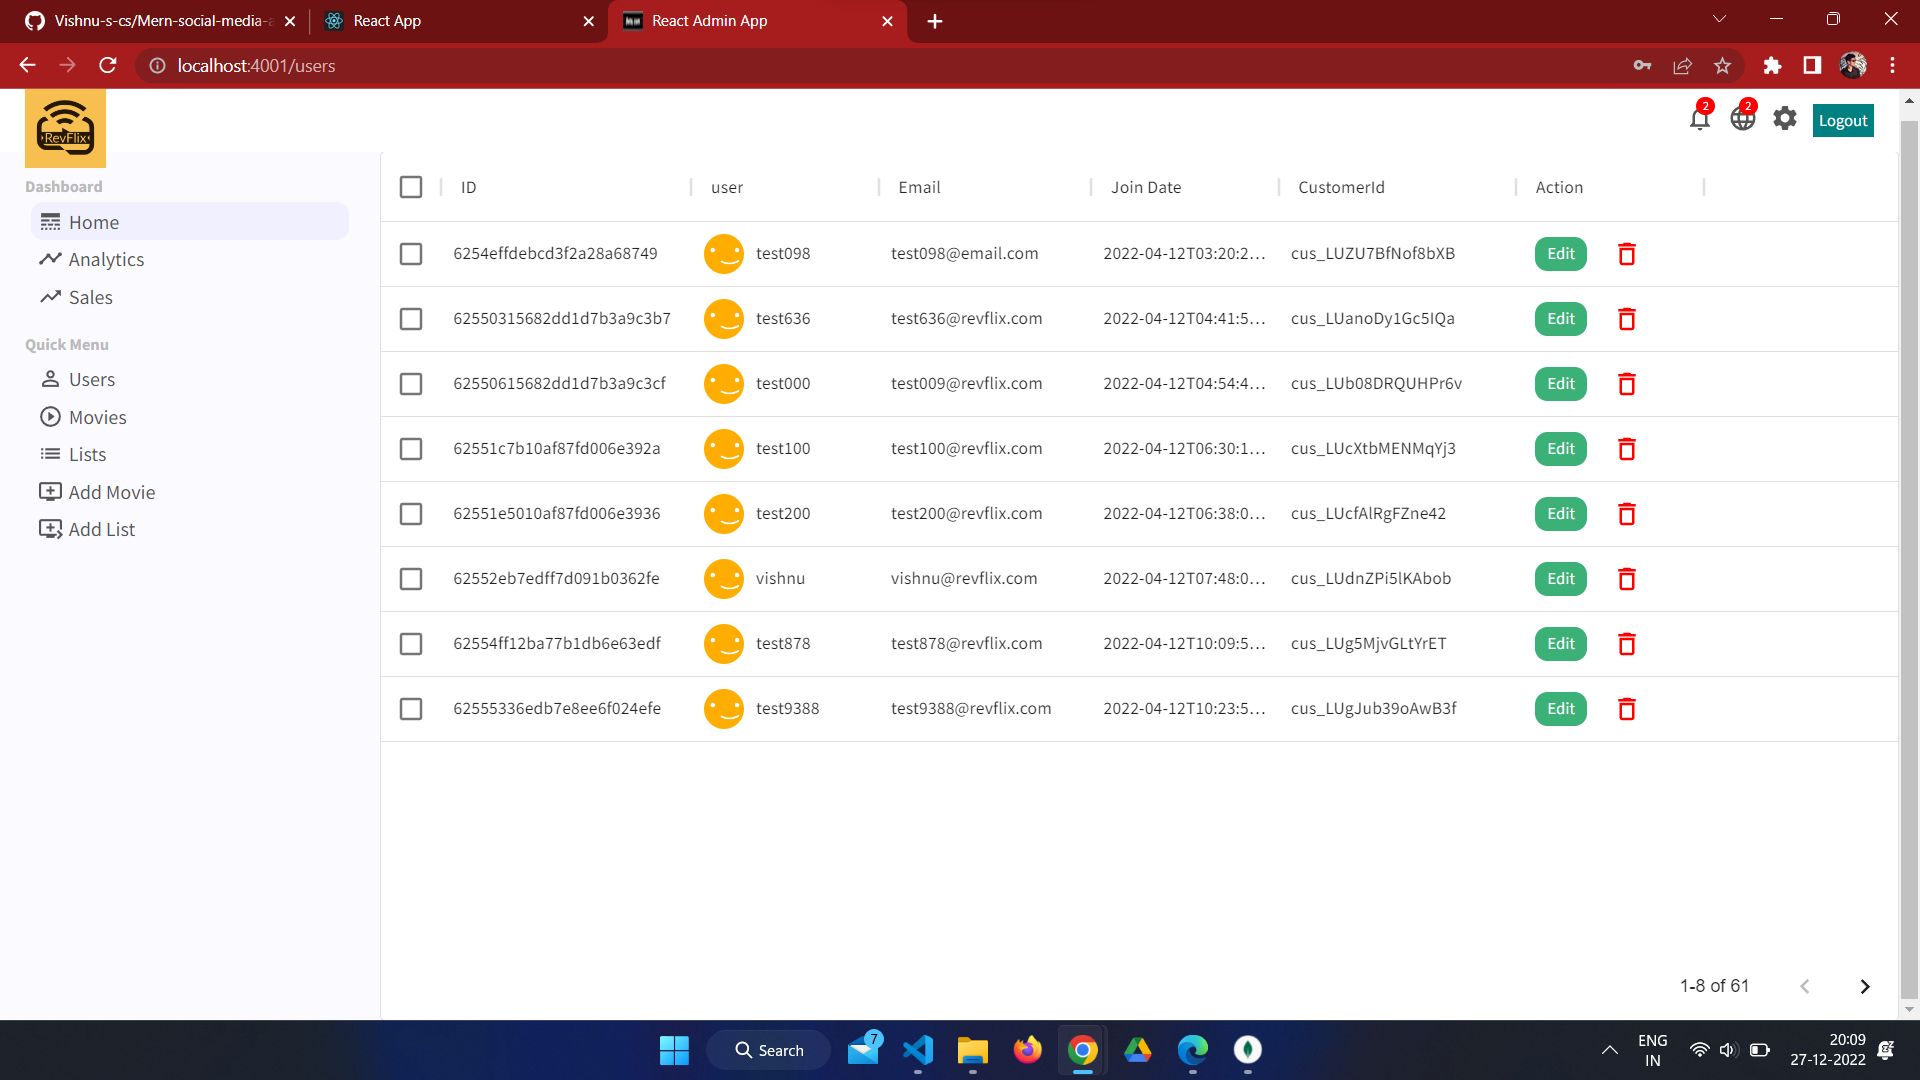 Vishnu-s-cs/Mern-social-media-a
React App
React Admin App
localhost:4001/users
RevFlix
2
2
Logout
Dashboard
Home
Analytics
Sales
Quick Menu
Users
Movies
Lists
Add Movie
Add List
ID user Email Join Date CustomerId Action
6254effdebcd3f2a28a68749 test098 test098@email.com 2022-04-12T03:20:2... cus_LUZU7BfNof8bXB Edit
62550315682dd1d7b3a9c3b7 test636 test636@revflix.com 2022-04-12T04:41:5... cus_LUanoDy1Gc5IQa Edit
62550615682dd1d7b3a9c3cf test000 test009@revflix.com 2022-04-12T04:54:4... cus_LUb08DRQUHPr6v Edit
62551c7b10af87fd006e392a test100 test100@revflix.com 2022-04-12T06:30:1... cus_LUcXtbMENMqYj3 Edit
62551e5010af87fd006e3936 test200 test200@revflix.com 2022-04-12T06:38:0... cus_LUcfAlRgFZne42 Edit
62552eb7edff7d091b0362fe vishnu vishnu@revflix.com 2022-04-12T07:48:0... cus_LUdnZPi5lKAbob Edit
62554ff12ba77b1db6e63edf test878 test878@revflix.com 2022-04-12T10:09:5... cus_LUg5MjvGLtYrET Edit
62555336edb7e8ee6f024efe test9388 test9388@revflix.com 2022-04-12T10:23:5... cus_LUgJub39oAwB3f Edit
1-8 of 61
Search
7
ENG
IN
20:09
27-12-2022